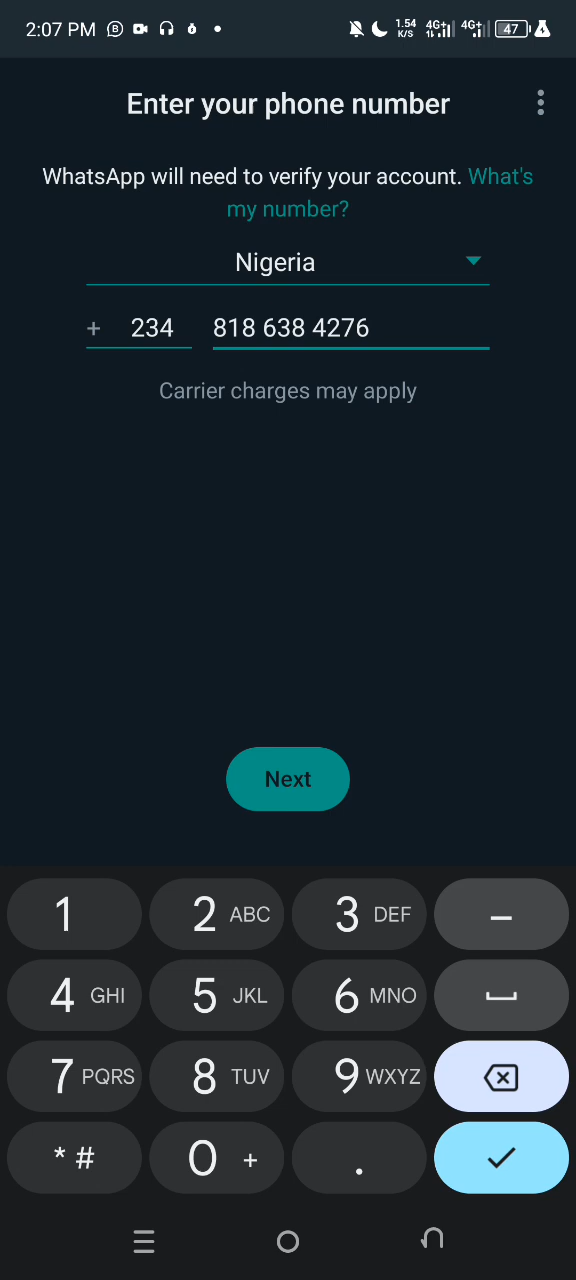 2:07 PM
1.54
K/S
4G+
4G+
47
Enter your phone number
WhatsApp will need to verify your account. What's
my number?
Nigeria
+ 234 818 638 4276
Carrier charges may apply
Next
1 2 ABC 3 DEF –
4 GHI 5 JKL 6 MNO
7 PQRS 8 TUV 9 WXYZ
* # 0 + .